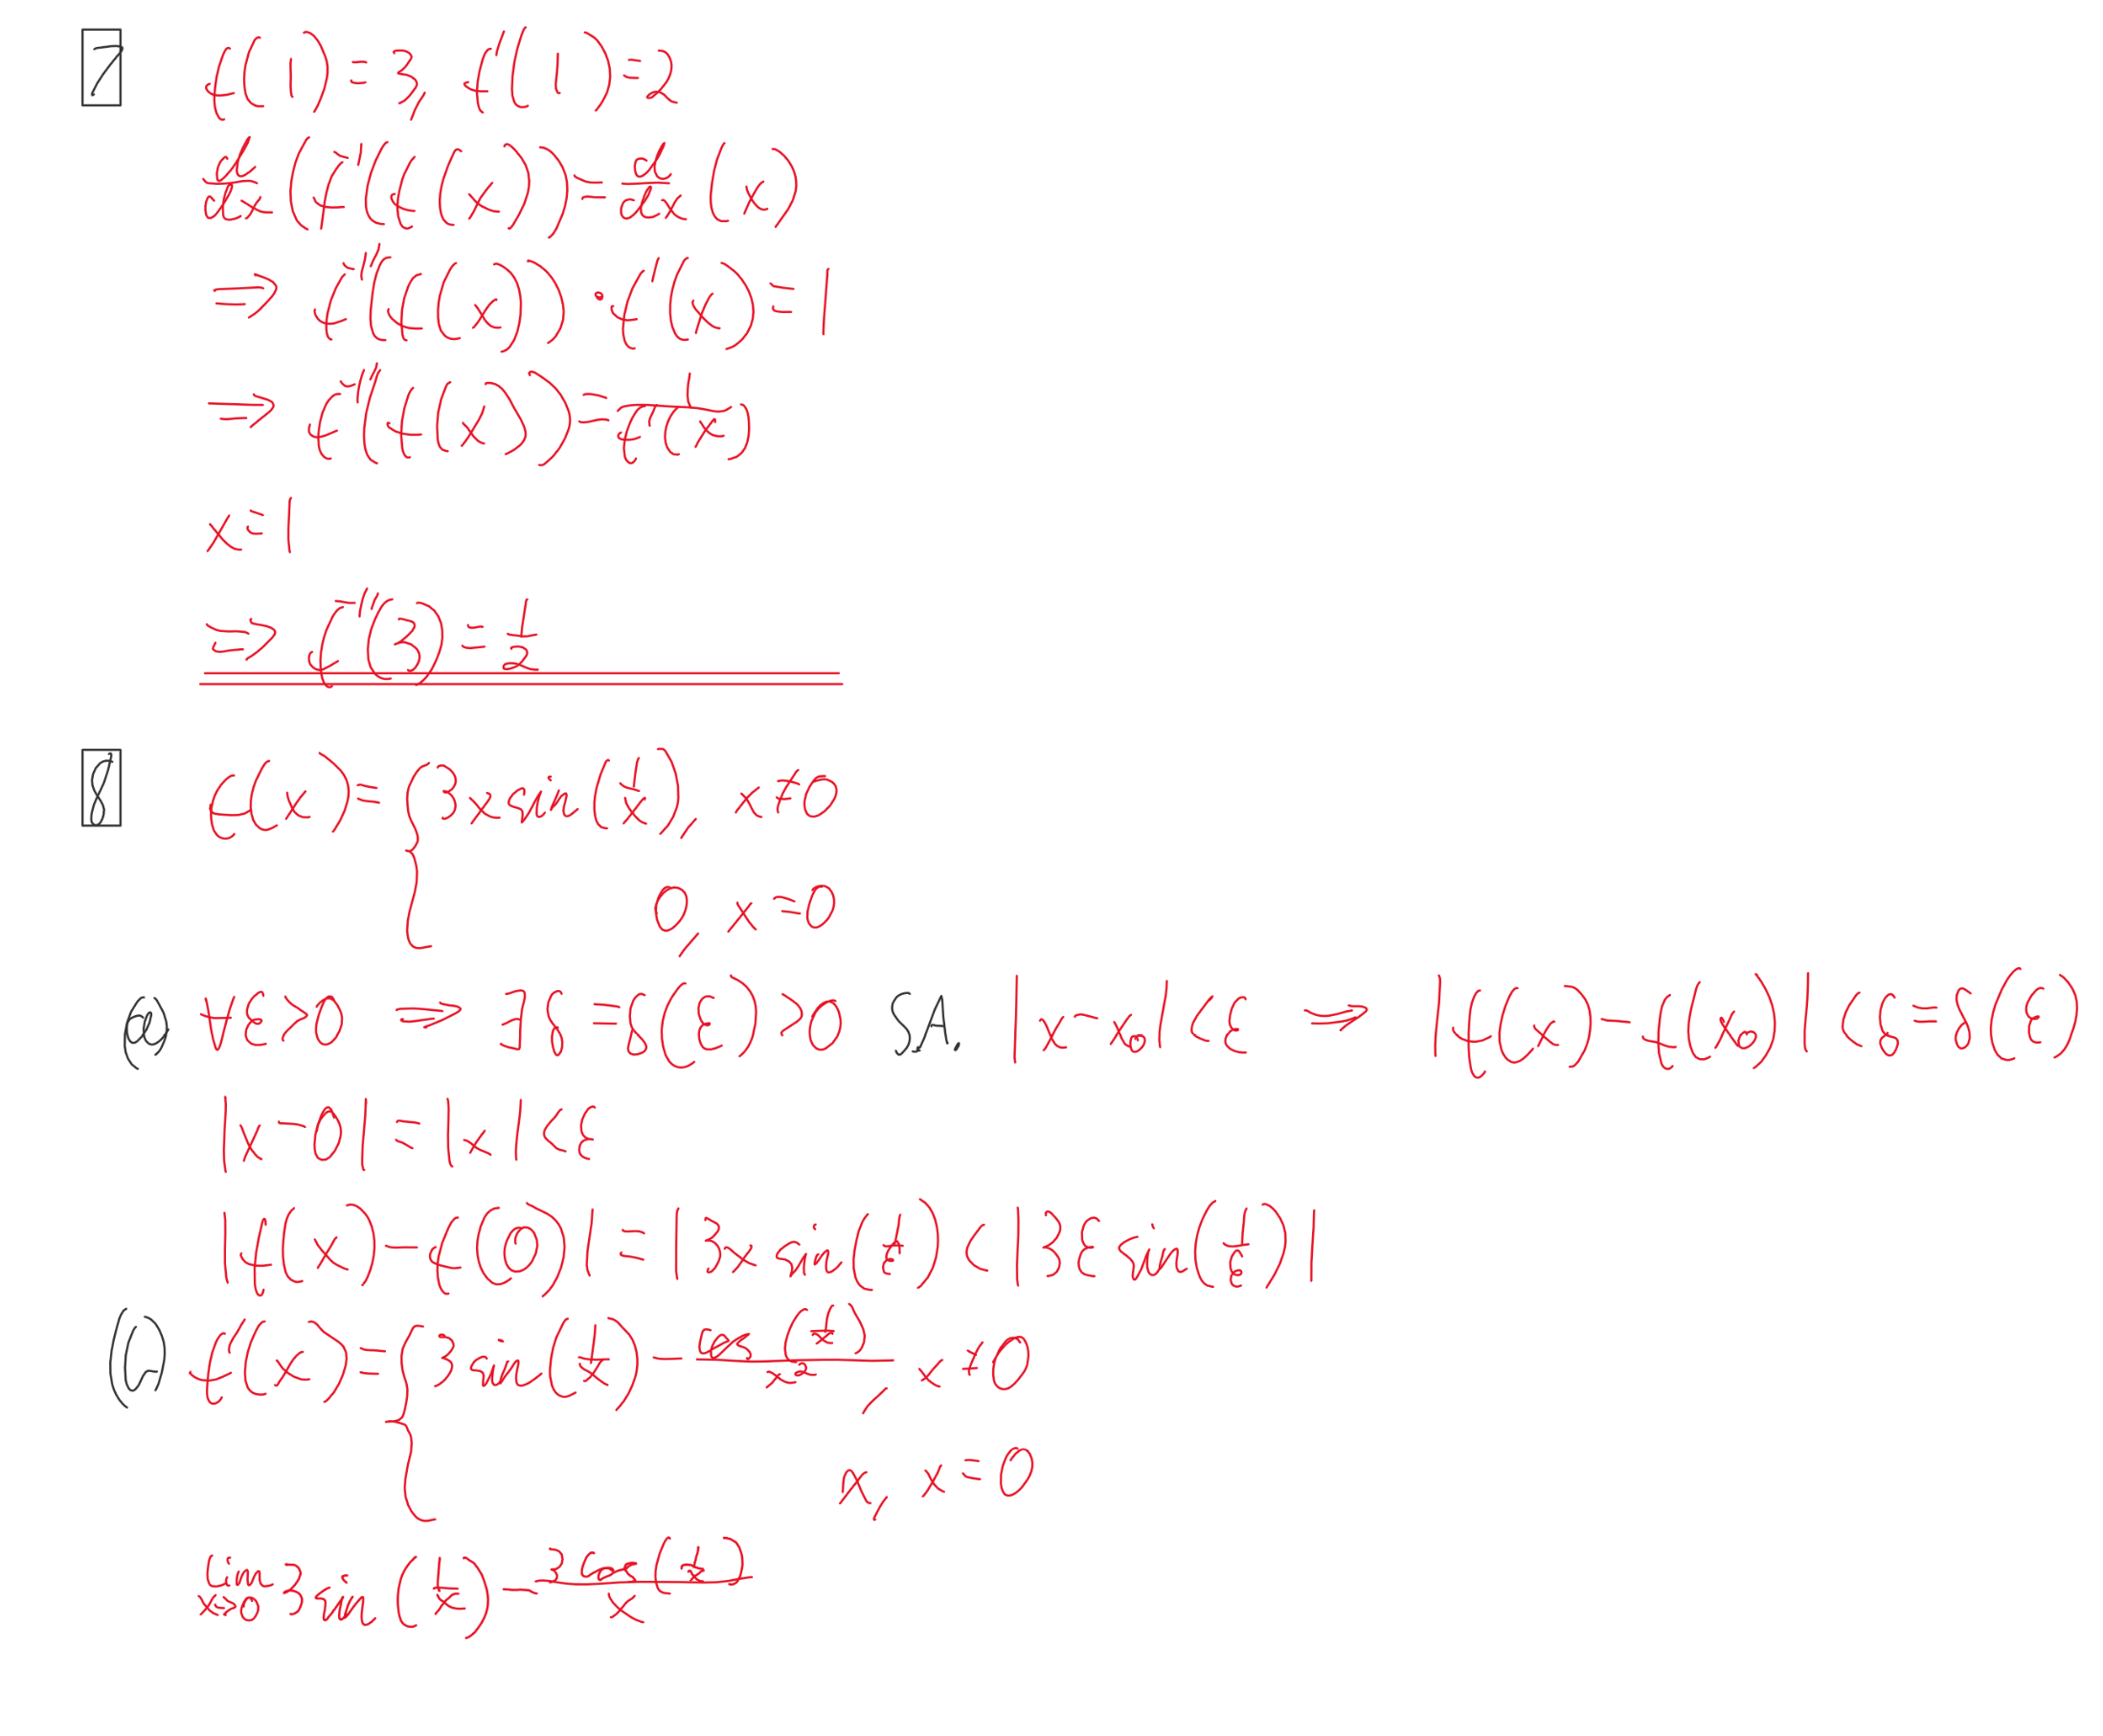 7 f(1)=3, f'(1)=2
d/dx (f⁻¹(f(x)))=d/dx (x)
⇒ f⁻¹'(f(x))·f'(x)=1
⇒ f⁻¹'(f(x))=1/f'(x)
x=1
⇒ f⁻¹'(3)=1/2
8 f(x)={3x sin(1/x), x≠0
0, x=0
(a) ∀ε>0 ⇒ ∃δ=δ(ε)>0 S.A. |x-x₀|<ε ⇒ |f(x)-f(x₀)|<δ=δ(ε)
|x-0|=|x|<ε
|f(x)-f(0)|=|3x sin(1/ε)<|3ε sin(1/ε)|
(b) f'(x)={3 sin(1/x)-cos(1/x)/x², x≠0
x, x=0
lim x→0 3 sin(1/x)-3cos(1/x)/x